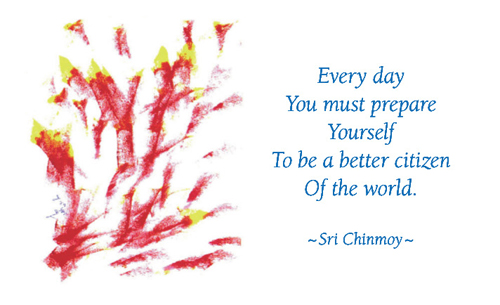 Every day
You must prepare
Yourself
To be a better citizen
Of the world.
~Sri Chinmoy~